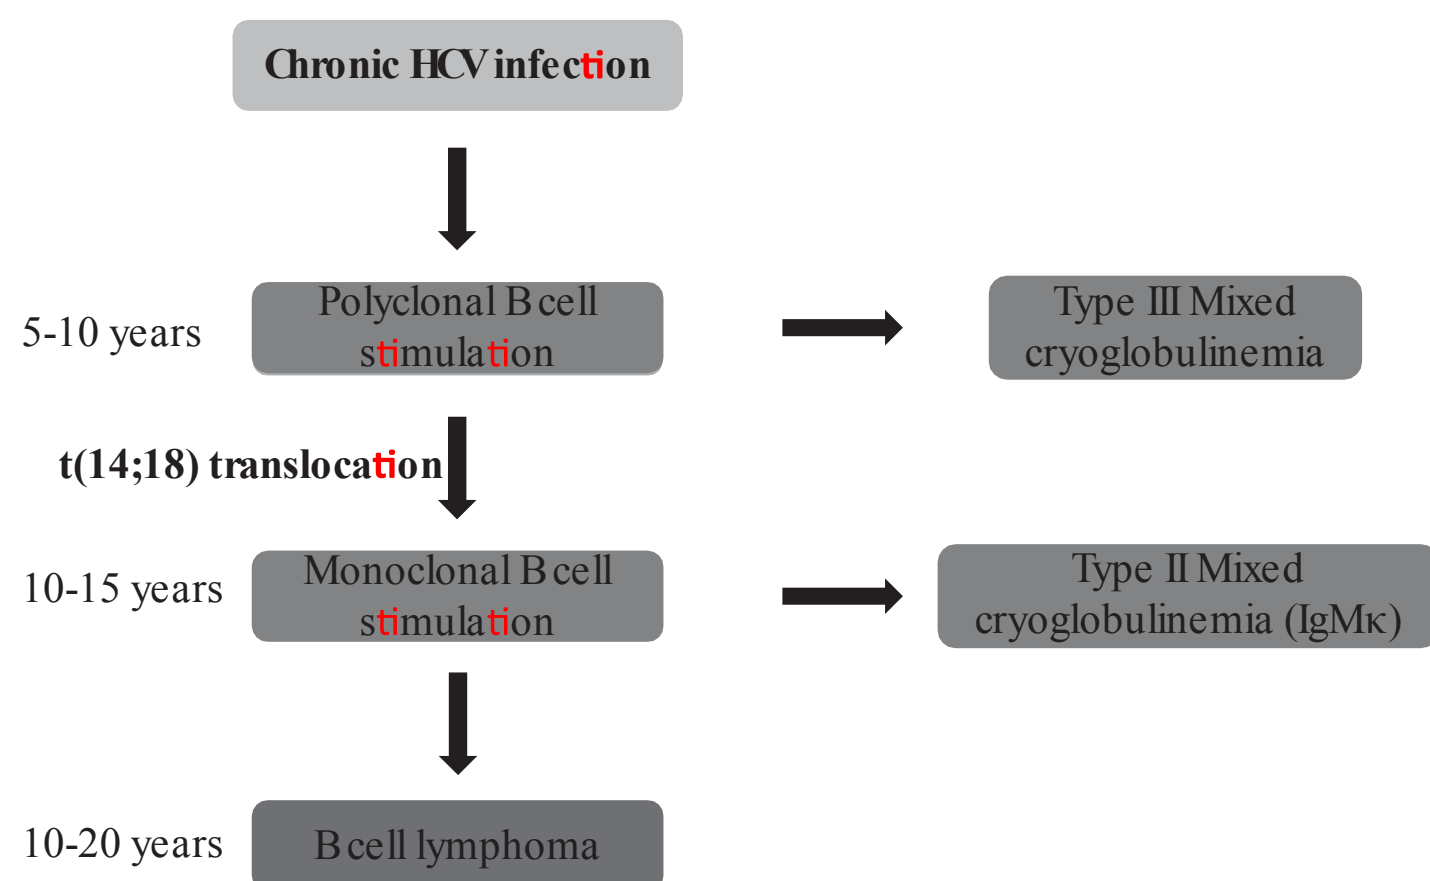 Chronic HCV infection
5-10 years
Polyclonal B cell
stimulation
Type III Mixed
cryoglobulinemia
t(14;18) translocation
10-15 years
Monoclonal B cell
stimulation
Type II Mixed
cryoglobulinemia (IgMκ)
10-20 years
B cell lymphoma